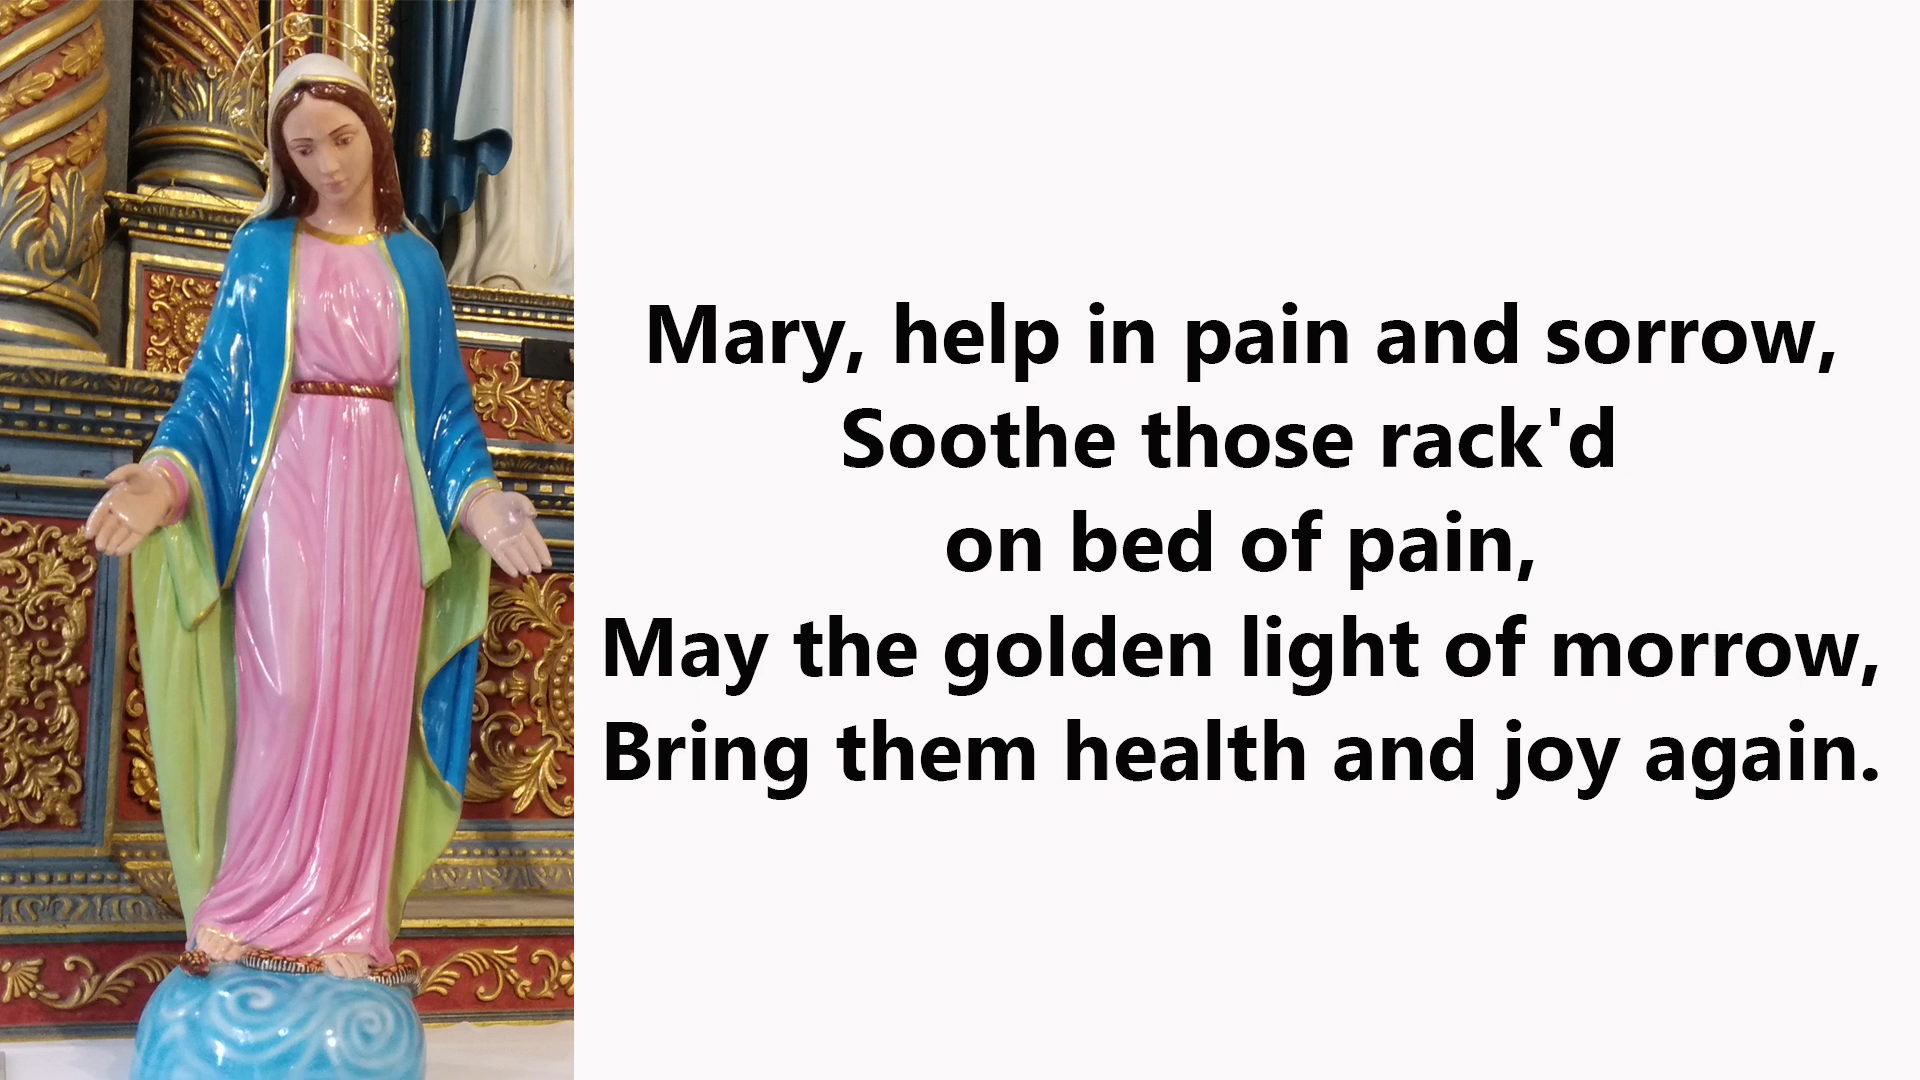 Mary, help in pain and sorrow,
Soothe those rack'd
on bed of pain,
May the golden light of morrow,
Bring them health and joy again.